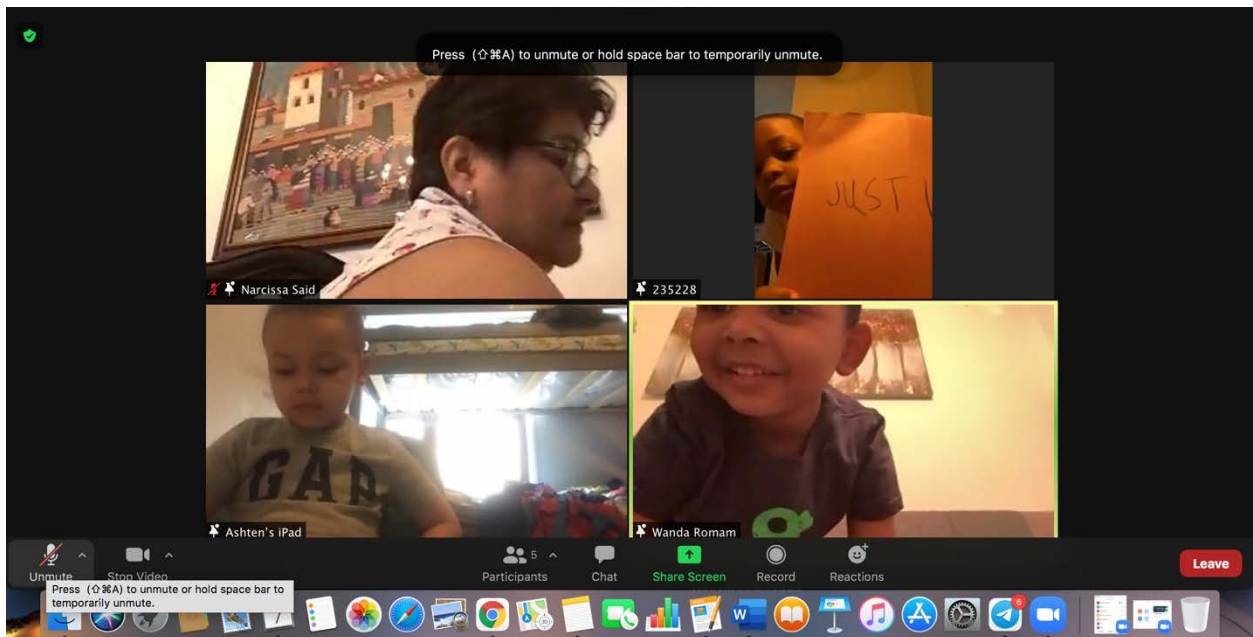 Press (⇧⌘A) to unmute or hold space bar to temporarily unmute.
Narcissa Said
235228
JUST
GAP
Ashten's iPad
Wanda Romam
Unmute
Stop Video
5
Participants
Chat
Share Screen
Record
Reactions
Leave
Press (⇧⌘A) to unmute or hold space bar to
temporarily unmute.
W
6